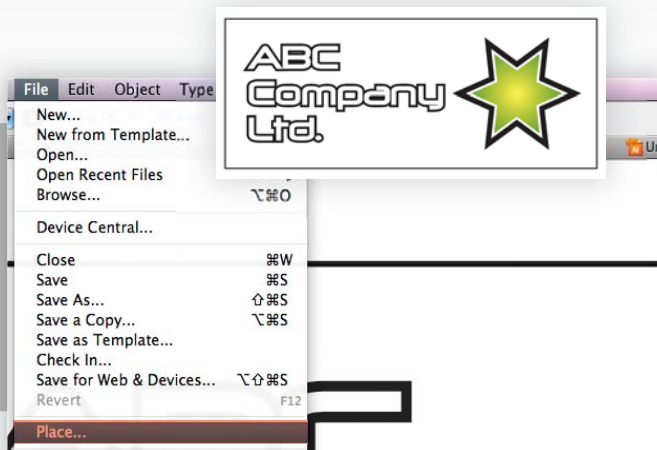 ABC
Company
Ltd.
File Edit Object Type
New...
New from Template...
Open...
Open Recent Files
Browse... ⌥⌘O
Device Central...
Close ⌘W
Save ⌘S
Save As... ⇧⌘S
Save a Copy... ⌥⌘S
Save as Template...
Check In...
Save for Web & Devices... ⌥⇧⌘S
Revert F12
Place...